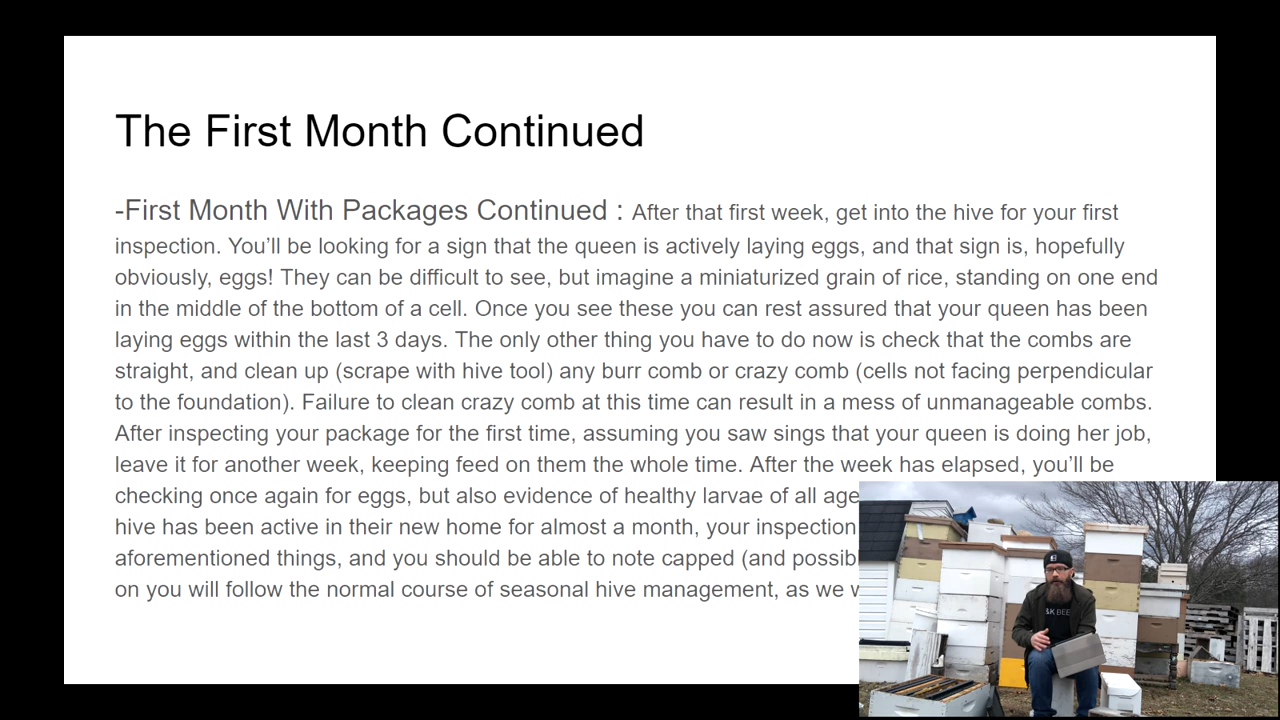 The First Month Continued
-First Month With Packages Continued : After that first week, get into the hive for your first
inspection. You’ll be looking for a sign that the queen is actively laying eggs, and that sign is, hopefully
obviously, eggs! They can be difficult to see, but imagine a miniaturized grain of rice, standing on one end
in the middle of the bottom of a cell. Once you see these you can rest assured that your queen has been
laying eggs within the last 3 days. The only other thing you have to do now is check that the combs are
straight, and clean up (scrape with hive tool) any burr comb or crazy comb (cells not facing perpendicular
to the foundation). Failure to clean crazy comb at this time can result in a mess of unmanageable combs.
After inspecting your package for the first time, assuming you saw sings that your queen is doing her job,
leave it for another week, keeping feed on them the whole time. After the week has elapsed, you’ll be
checking once again for eggs, but also evidence of healthy larvae of all age
hive has been active in their new home for almost a month, your inspection
aforementioned things, and you should be able to note capped (and possib
on you will follow the normal course of seasonal hive management, as we w
&K BEE